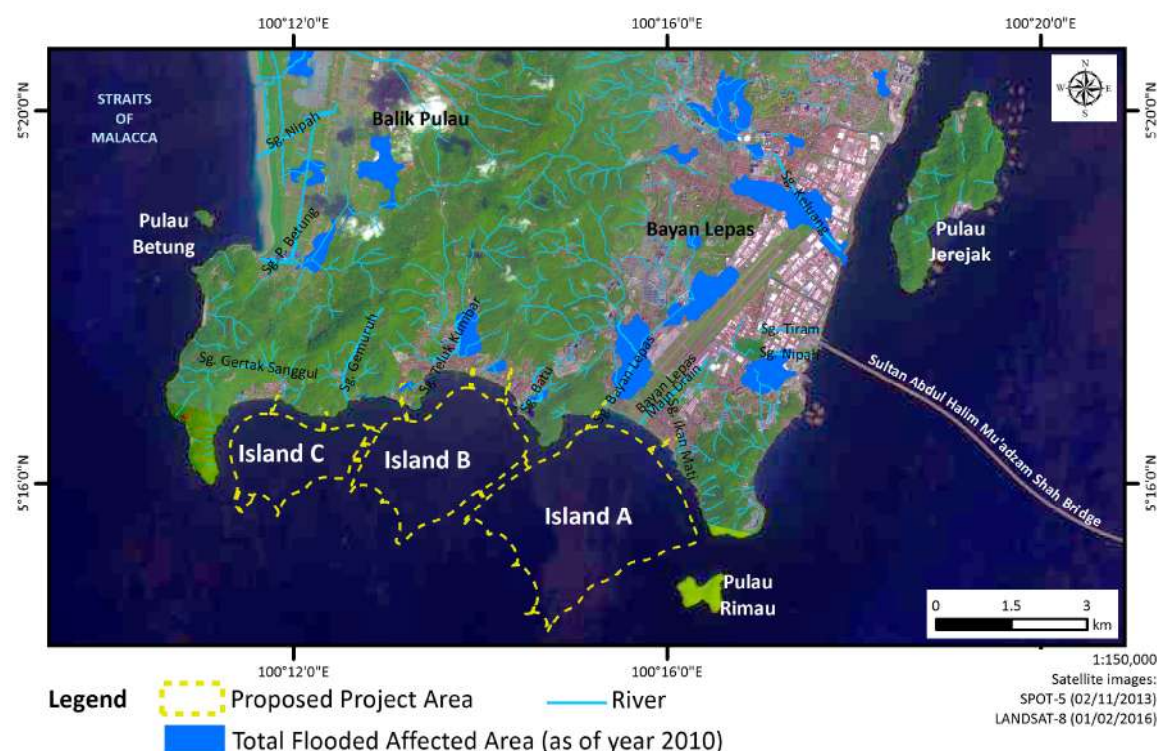 100°12'0"E
100°16'0"E
100°20'0"E
5°20'0"N
5°20'0"N
5°16'0"N
5°16'0"N
N
W
E
S
STRAITS
OF
MALACCA
Sg. Nipah
Balik Pulau
Pulau
Betung
Sg. P. Betung
Sg. Keluang
Bayan Lepas
Pulau
Jerejak
Sg. Gertak Sanggul
Sg. Gemuruh
Sg. Teluk Kumbar
Sg. Batu
Sg. Bayan Lepas
Bayan Lepas
Main Drain
Sg. Ikan Mati
Sg. Tiram
Sg. Nipah
Sultan Abdul Halim Mu'adzam Shah Bridge
Island C
Island B
Island A
Pulau
Rimau
0 1.5 3
km
100°12'0"E
100°16'0"E
100°20'0"E
1:150,000
Satellite images:
SPOT-5 (02/11/2013)
LANDSAT-8 (01/02/2016)
Legend
Proposed Project Area
River
Total Flooded Affected Area (as of year 2010)